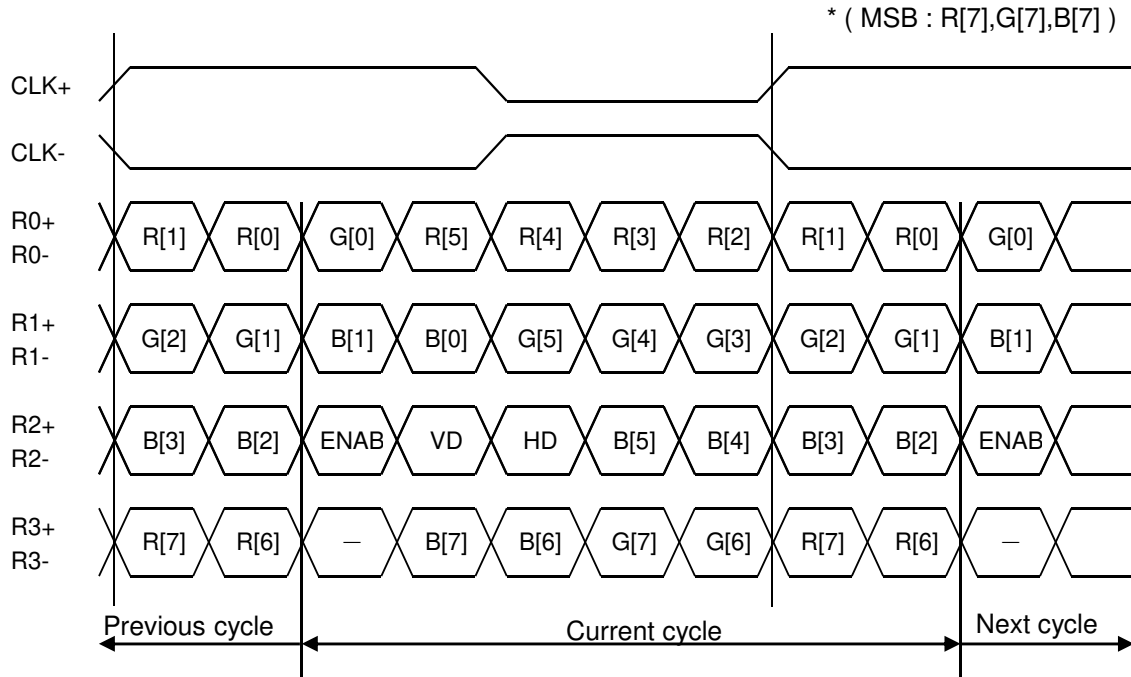 * ( MSB : R[7],G[7],B[7] )
CLK+
CLK-
R0+
R0-
R[1] R[0] G[0] R[5] R[4] R[3] R[2] R[1] R[0] G[0]
R1+
R1-
G[2] G[1] B[1] B[0] G[5] G[4] G[3] G[2] G[1] B[1]
R2+
R2-
B[3] B[2] ENAB VD HD B[5] B[4] B[3] B[2] ENAB
R3+
R3-
R[7] R[6] — B[7] B[6] G[7] G[6] R[7] R[6] —
Previous cycle Current cycle Next cycle